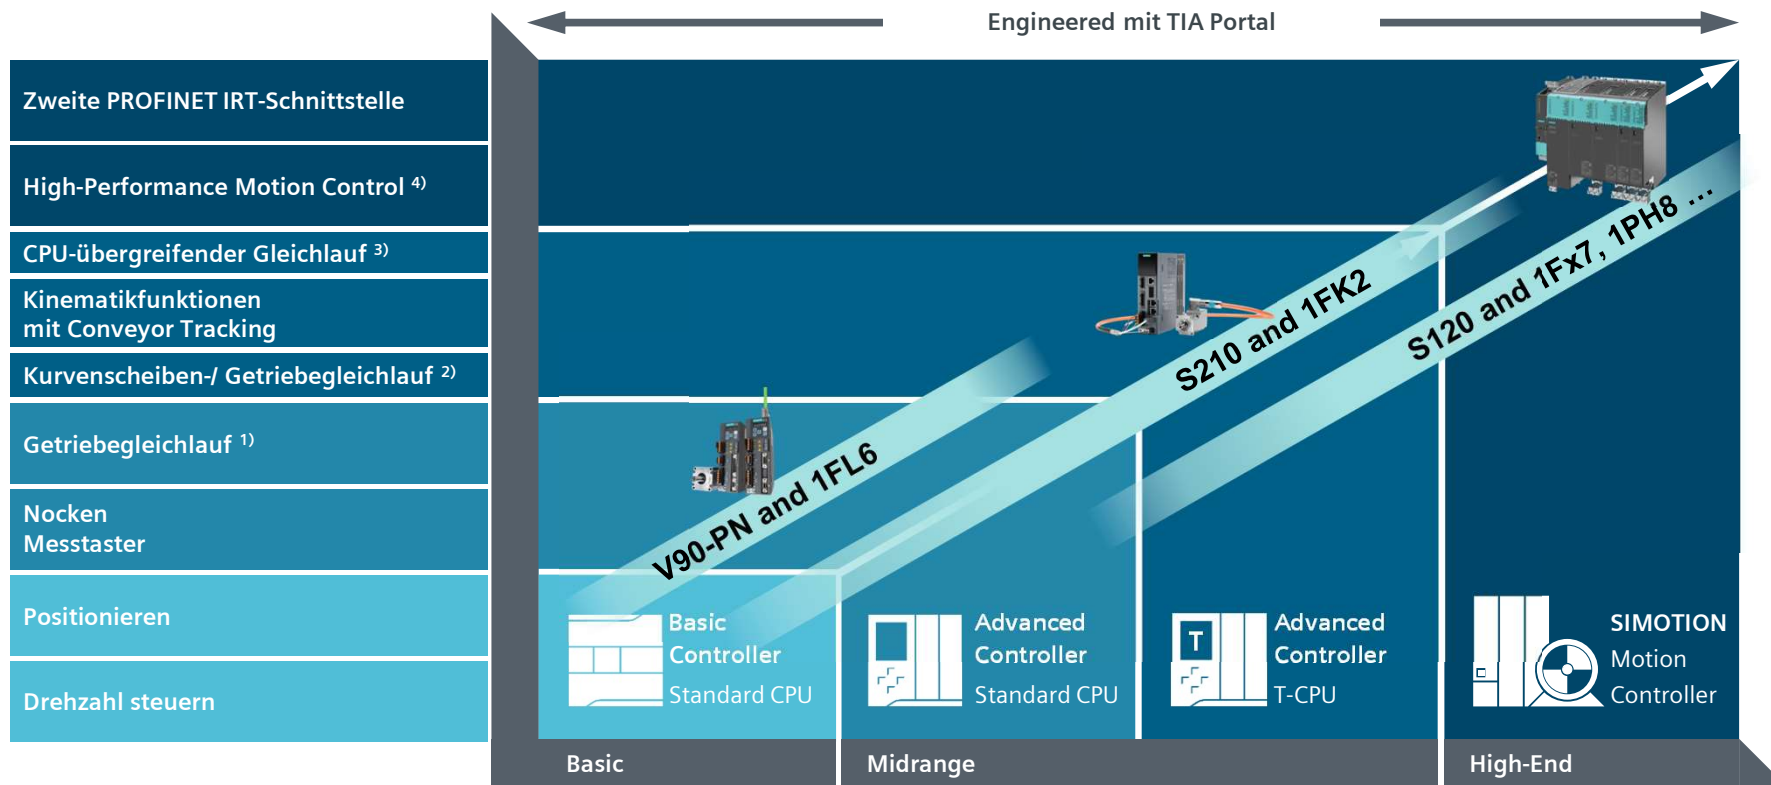 Engineered mit TIA Portal
Zweite PROFINET IRT-Schnittstelle
High-Performance Motion Control 4)
CPU-übergreifender Gleichlauf 3)
Kinematikfunktionen
mit Conveyor Tracking
Kurvenscheiben-/ Getriebegleichlauf 2)
Getriebegleichlauf 1)
Nocken
Messtaster
Positionieren
Drehzahl steuern
V90-PN and 1FL6
S210 and 1FK2
S120 and 1Fx7, 1PH8 ...
Basic
Controller
Standard CPU
Advanced
Controller
Standard CPU
T
Advanced
Controller
T-CPU
SIMOTION
Motion
Controller
Basic
Midrange
High-End